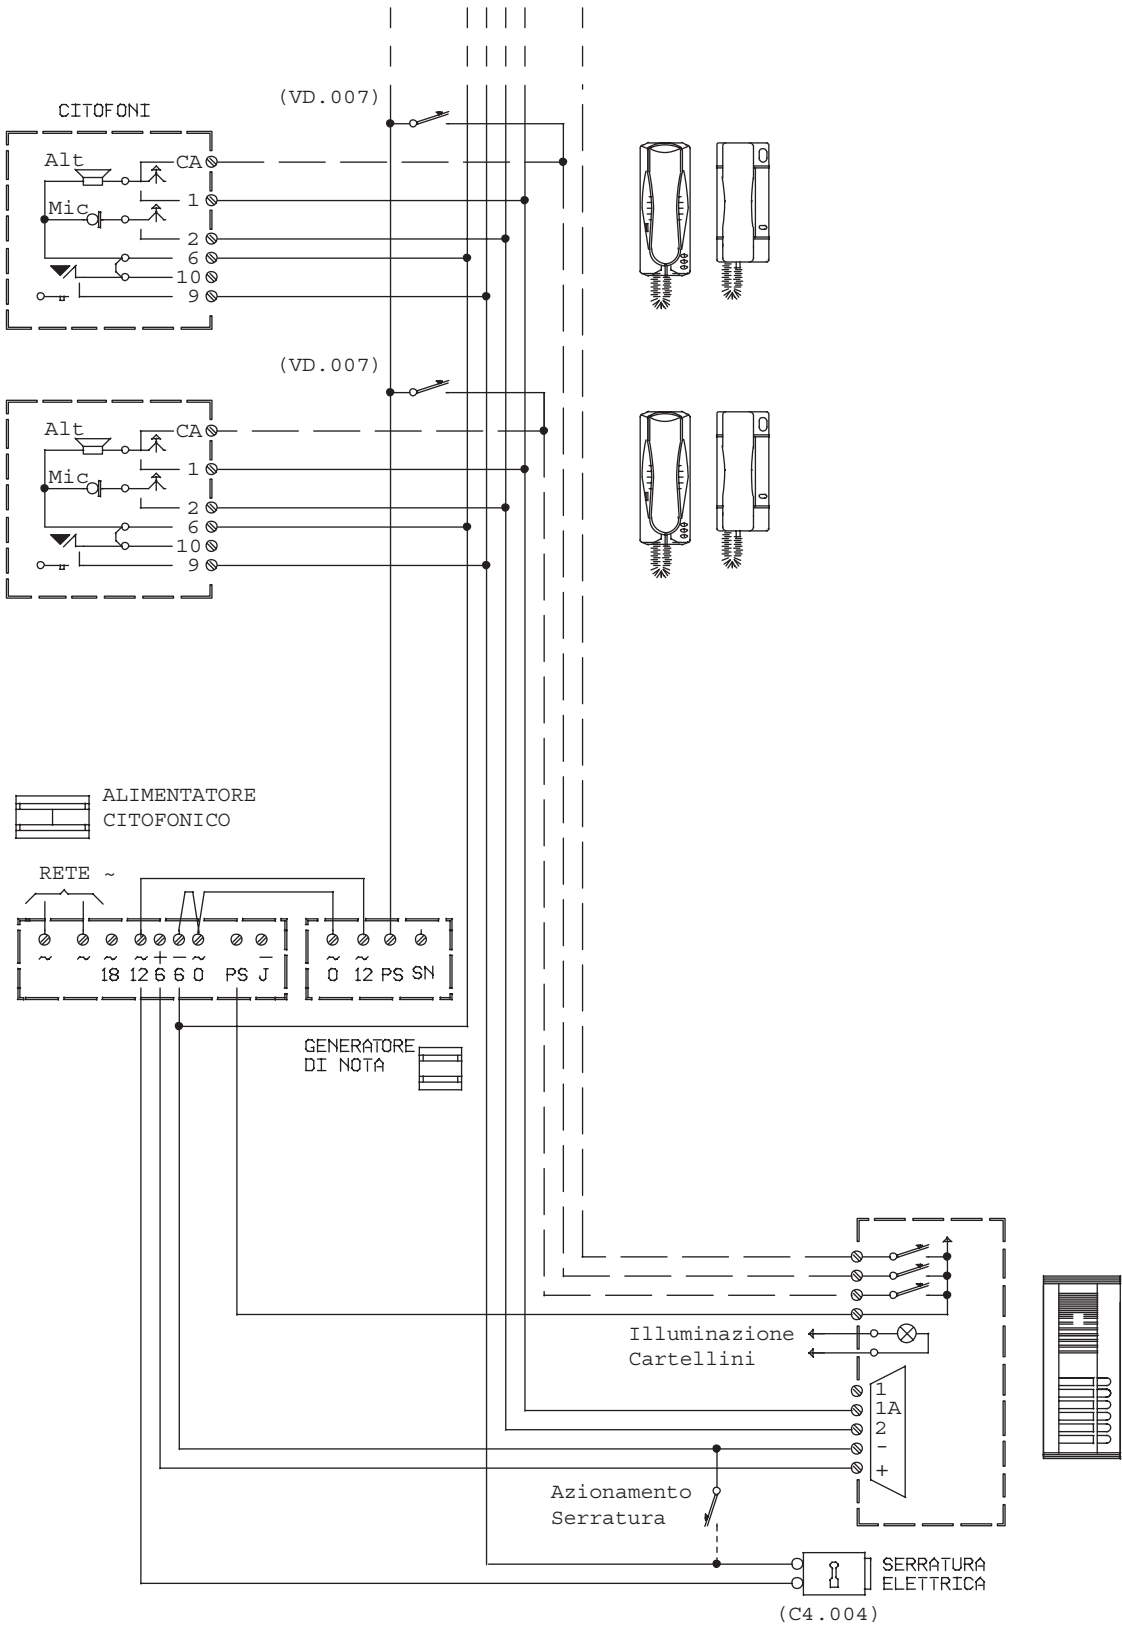 (VD.007)
CITOFONI
Alt
CA
1
Mic
2
6
10
9
(VD.007)
Alt
CA
1
Mic
2
6
10
9
ALIMENTATORE
CITOFONICO
RETE ~
~ ~ ~ ~ + − ~ −
18 12 6 6 0 PS J
~ ~
0 12 PS SN
GENERATORE
DI NOTA
Illuminazione
Cartellini
1
1A
2
-
+
Azionamento
Serratura
SERRATURA
ELETTRICA
(C4.004)